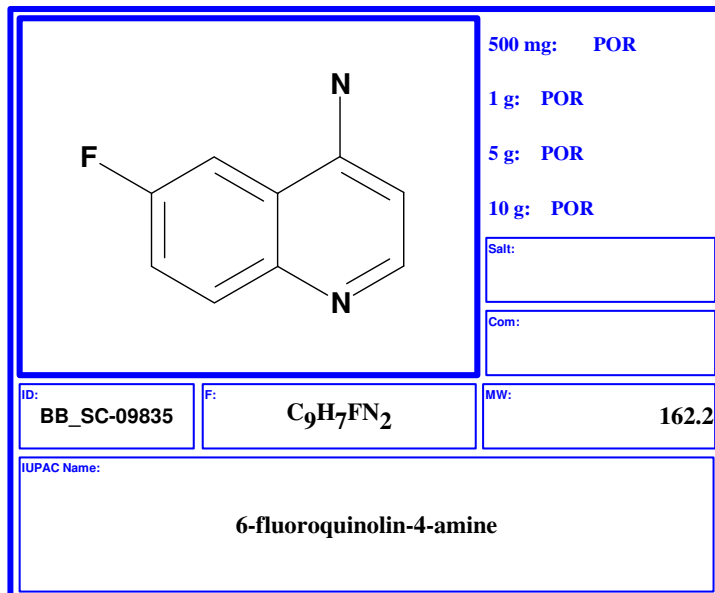 N
F
N
500 mg: POR
1 g: POR
5 g: POR
10 g: POR
Salt:
Com:
ID:
BB_SC-09835
F:
C9H7FN2
MW:
162.2
IUPAC Name:
6-fluoroquinolin-4-amine